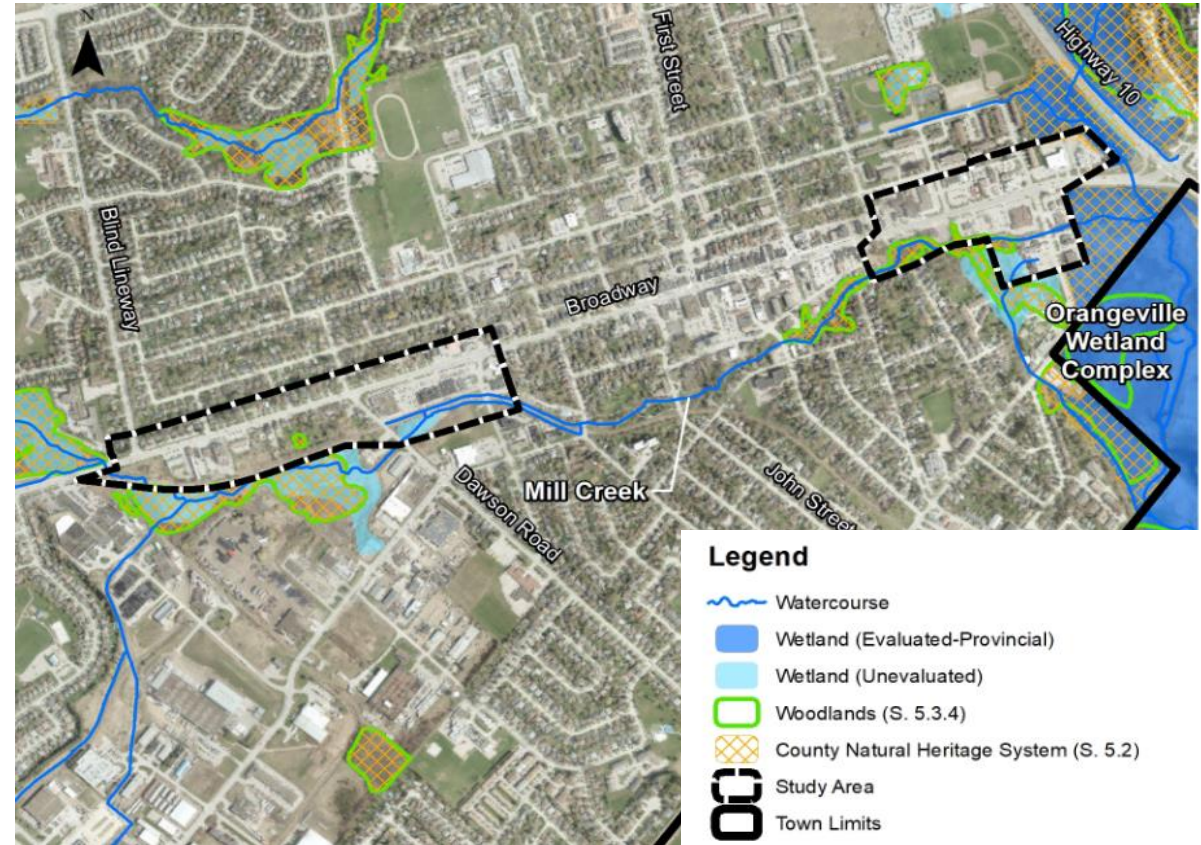 N
First Street
Highway 10
Blind Lineway
Broadway
Orangeville
Wetland
Complex
Mill Creek
Dawson Road
John Street
Legend
Watercourse
Wetland (Evaluated-Provincial)
Wetland (Unevaluated)
Woodlands (S. 5.3.4)
County Natural Heritage System (S. 5.2)
Study Area
Town Limits